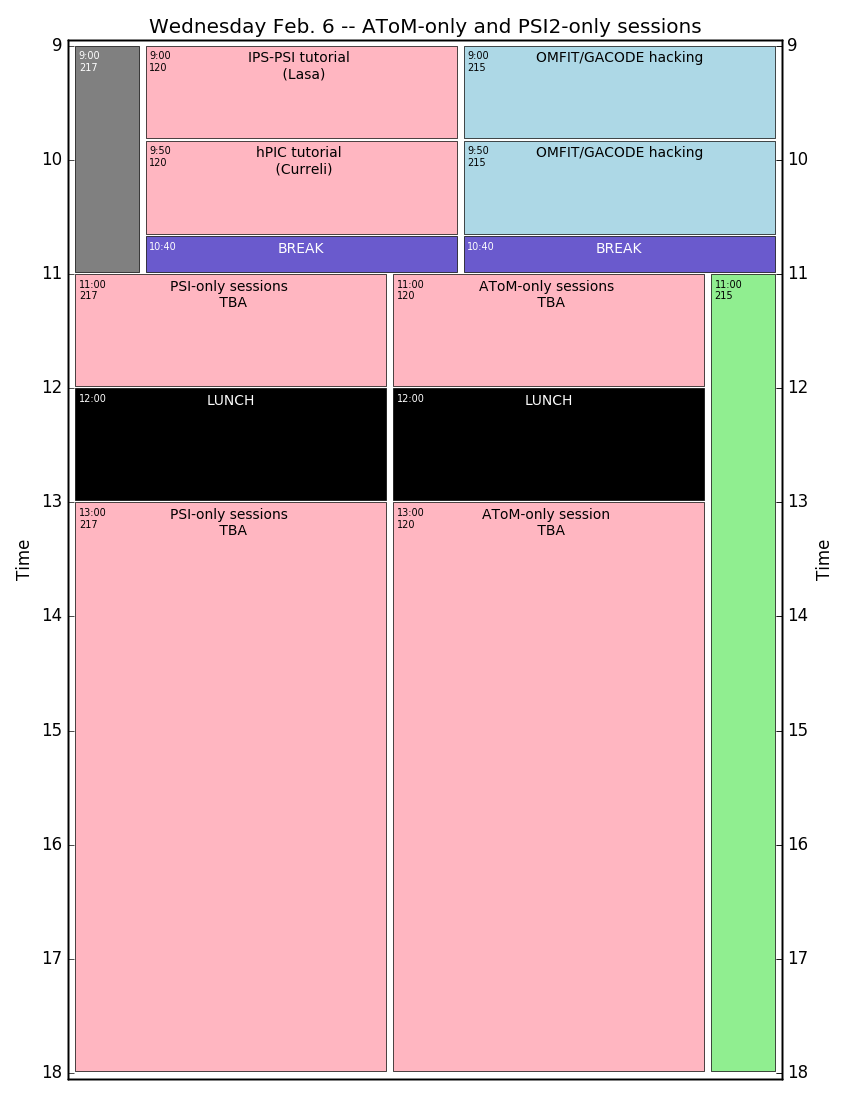 Wednesday Feb. 6 -- AToM-only and PSI2-only sessions
9
9
9:00
217
9:00
120
IPS-PSI tutorial
(Lasa)
9:00
215
OMFIT/GACODE hacking
9:50
120
hPIC tutorial
(Curreli)
9:50
215
OMFIT/GACODE hacking
10
10
10:40
BREAK
10:40
BREAK
11
11
11:00
217
PSI-only sessions
TBA
11:00
120
AToM-only sessions
TBA
11:00
215
12
12
12:00
LUNCH
12:00
LUNCH
13
13
13:00
217
PSI-only sessions
TBA
13:00
120
AToM-only session
TBA
Time
Time
14
14
15
15
16
16
17
17
18
18